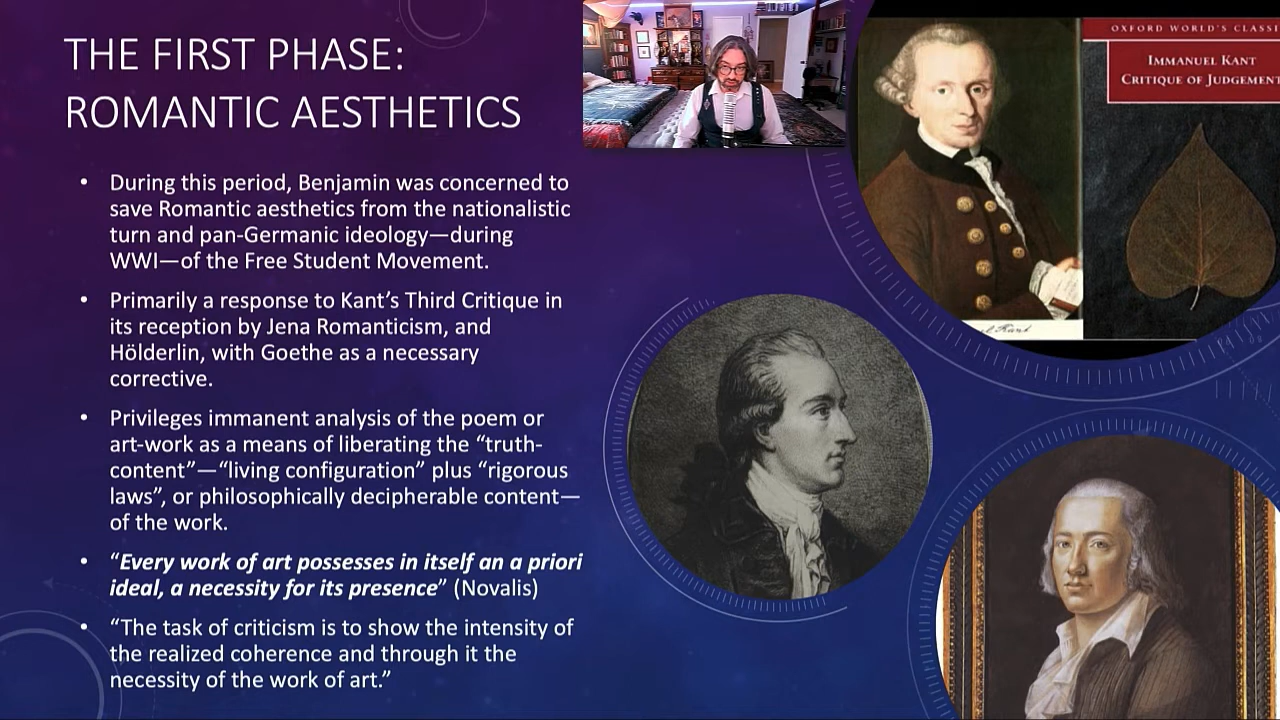 THE FIRST PHASE:
ROMANTIC AESTHETICS
• During this period, Benjamin was concerned to
save Romantic aesthetics from the nationalistic
turn and pan-Germanic ideology—during
WWI—of the Free Student Movement.
• Primarily a response to Kant’s Third Critique in
its reception by Jena Romanticism, and
Hölderlin, with Goethe as a necessary
corrective.
• Privileges immanent analysis of the poem or
art-work as a means of liberating the “truth-
content”—“living configuration” plus “rigorous
laws”, or philosophically decipherable content—
of the work.
• “Every work of art possesses in itself an a priori
ideal, a necessity for its presence” (Novalis)
• “The task of criticism is to show the intensity of
the realized coherence and through it the
necessity of the work of art.”
OXFORD WORLD'S CLASSI
IMMANUEL KANT
CRITIQUE OF JUDGEMENT
Kant